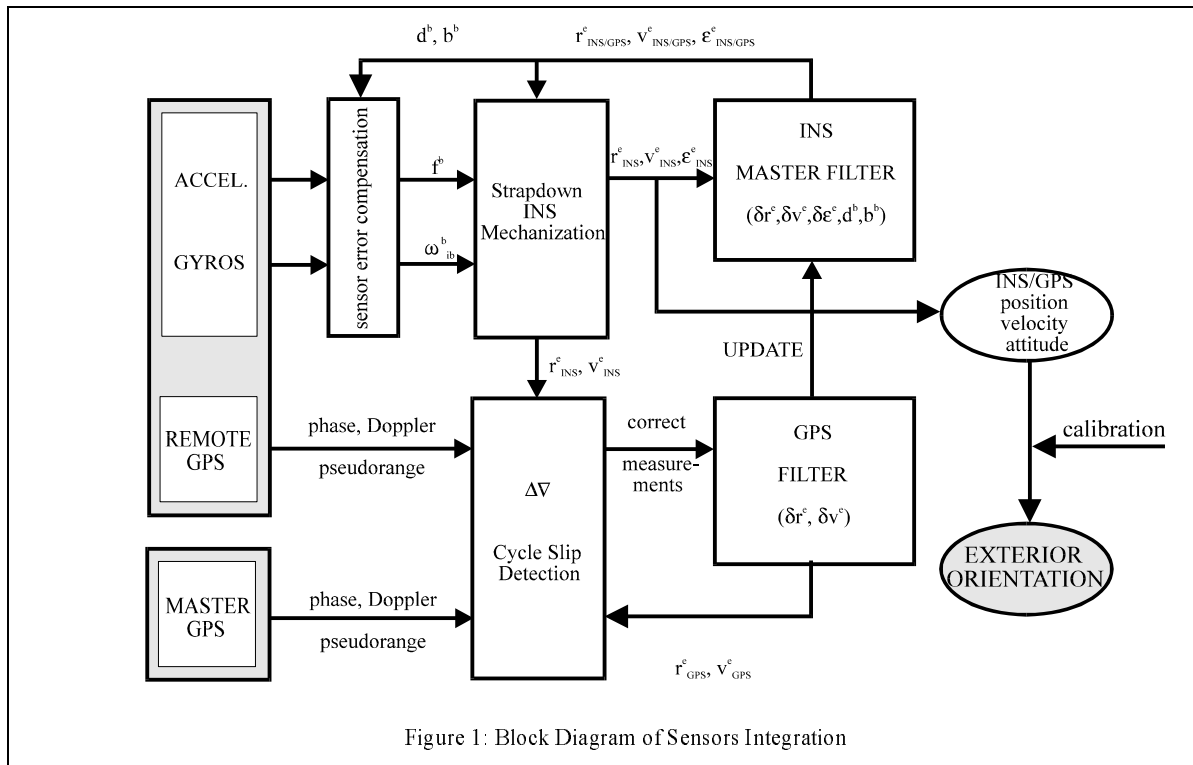 d^b, b^b
r^e_INS/GPS, v^e_INS/GPS, ε^e_INS/GPS
ACCEL.
GYROS
sensor error compensation
f^b
ω^b_ib
Strapdown
INS
Mechanization
r^e_INS, v^e_INS, ε^e_INS
INS
MASTER FILTER
(δr^e, δv^e, δε^e, d^b, b^b)
INS/GPS
position
velocity
attitude
UPDATE
r^e_INS, v^e_INS
REMOTE
GPS
phase, Doppler
pseudorange
Δ∇
Cycle Slip
Detection
correct
measure-
ments
GPS
FILTER
(δr^e, δv^e)
calibration
EXTERIOR
ORIENTATION
MASTER
GPS
phase, Doppler
pseudorange
r^e_GPS, v^e_GPS
Figure 1: Block Diagram of Sensors Integration